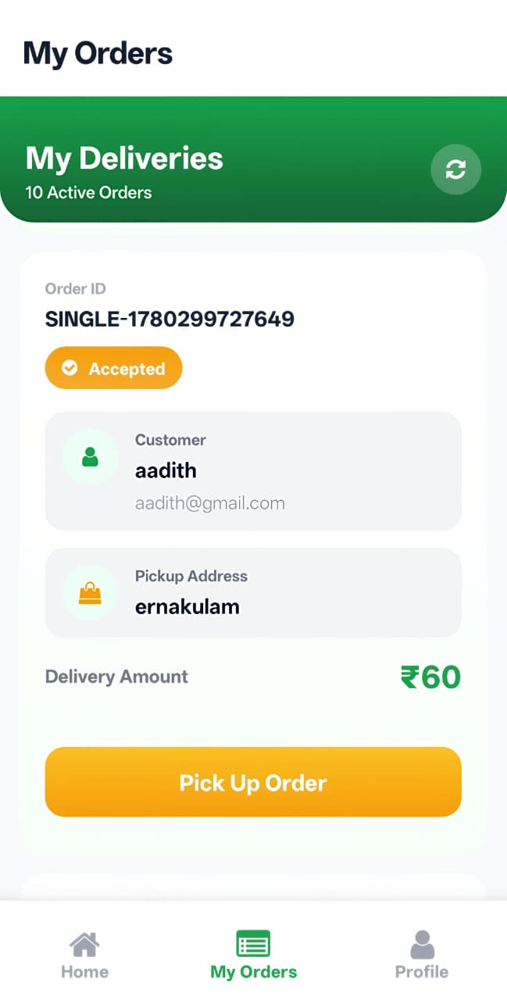 My Orders
My Deliveries
10 Active Orders
Order ID
SINGLE-1780299727649
Accepted
Customer
aadith
aadith@gmail.com
Pickup Address
ernakulam
Delivery Amount
₹60
Pick Up Order
Home
My Orders
Profile